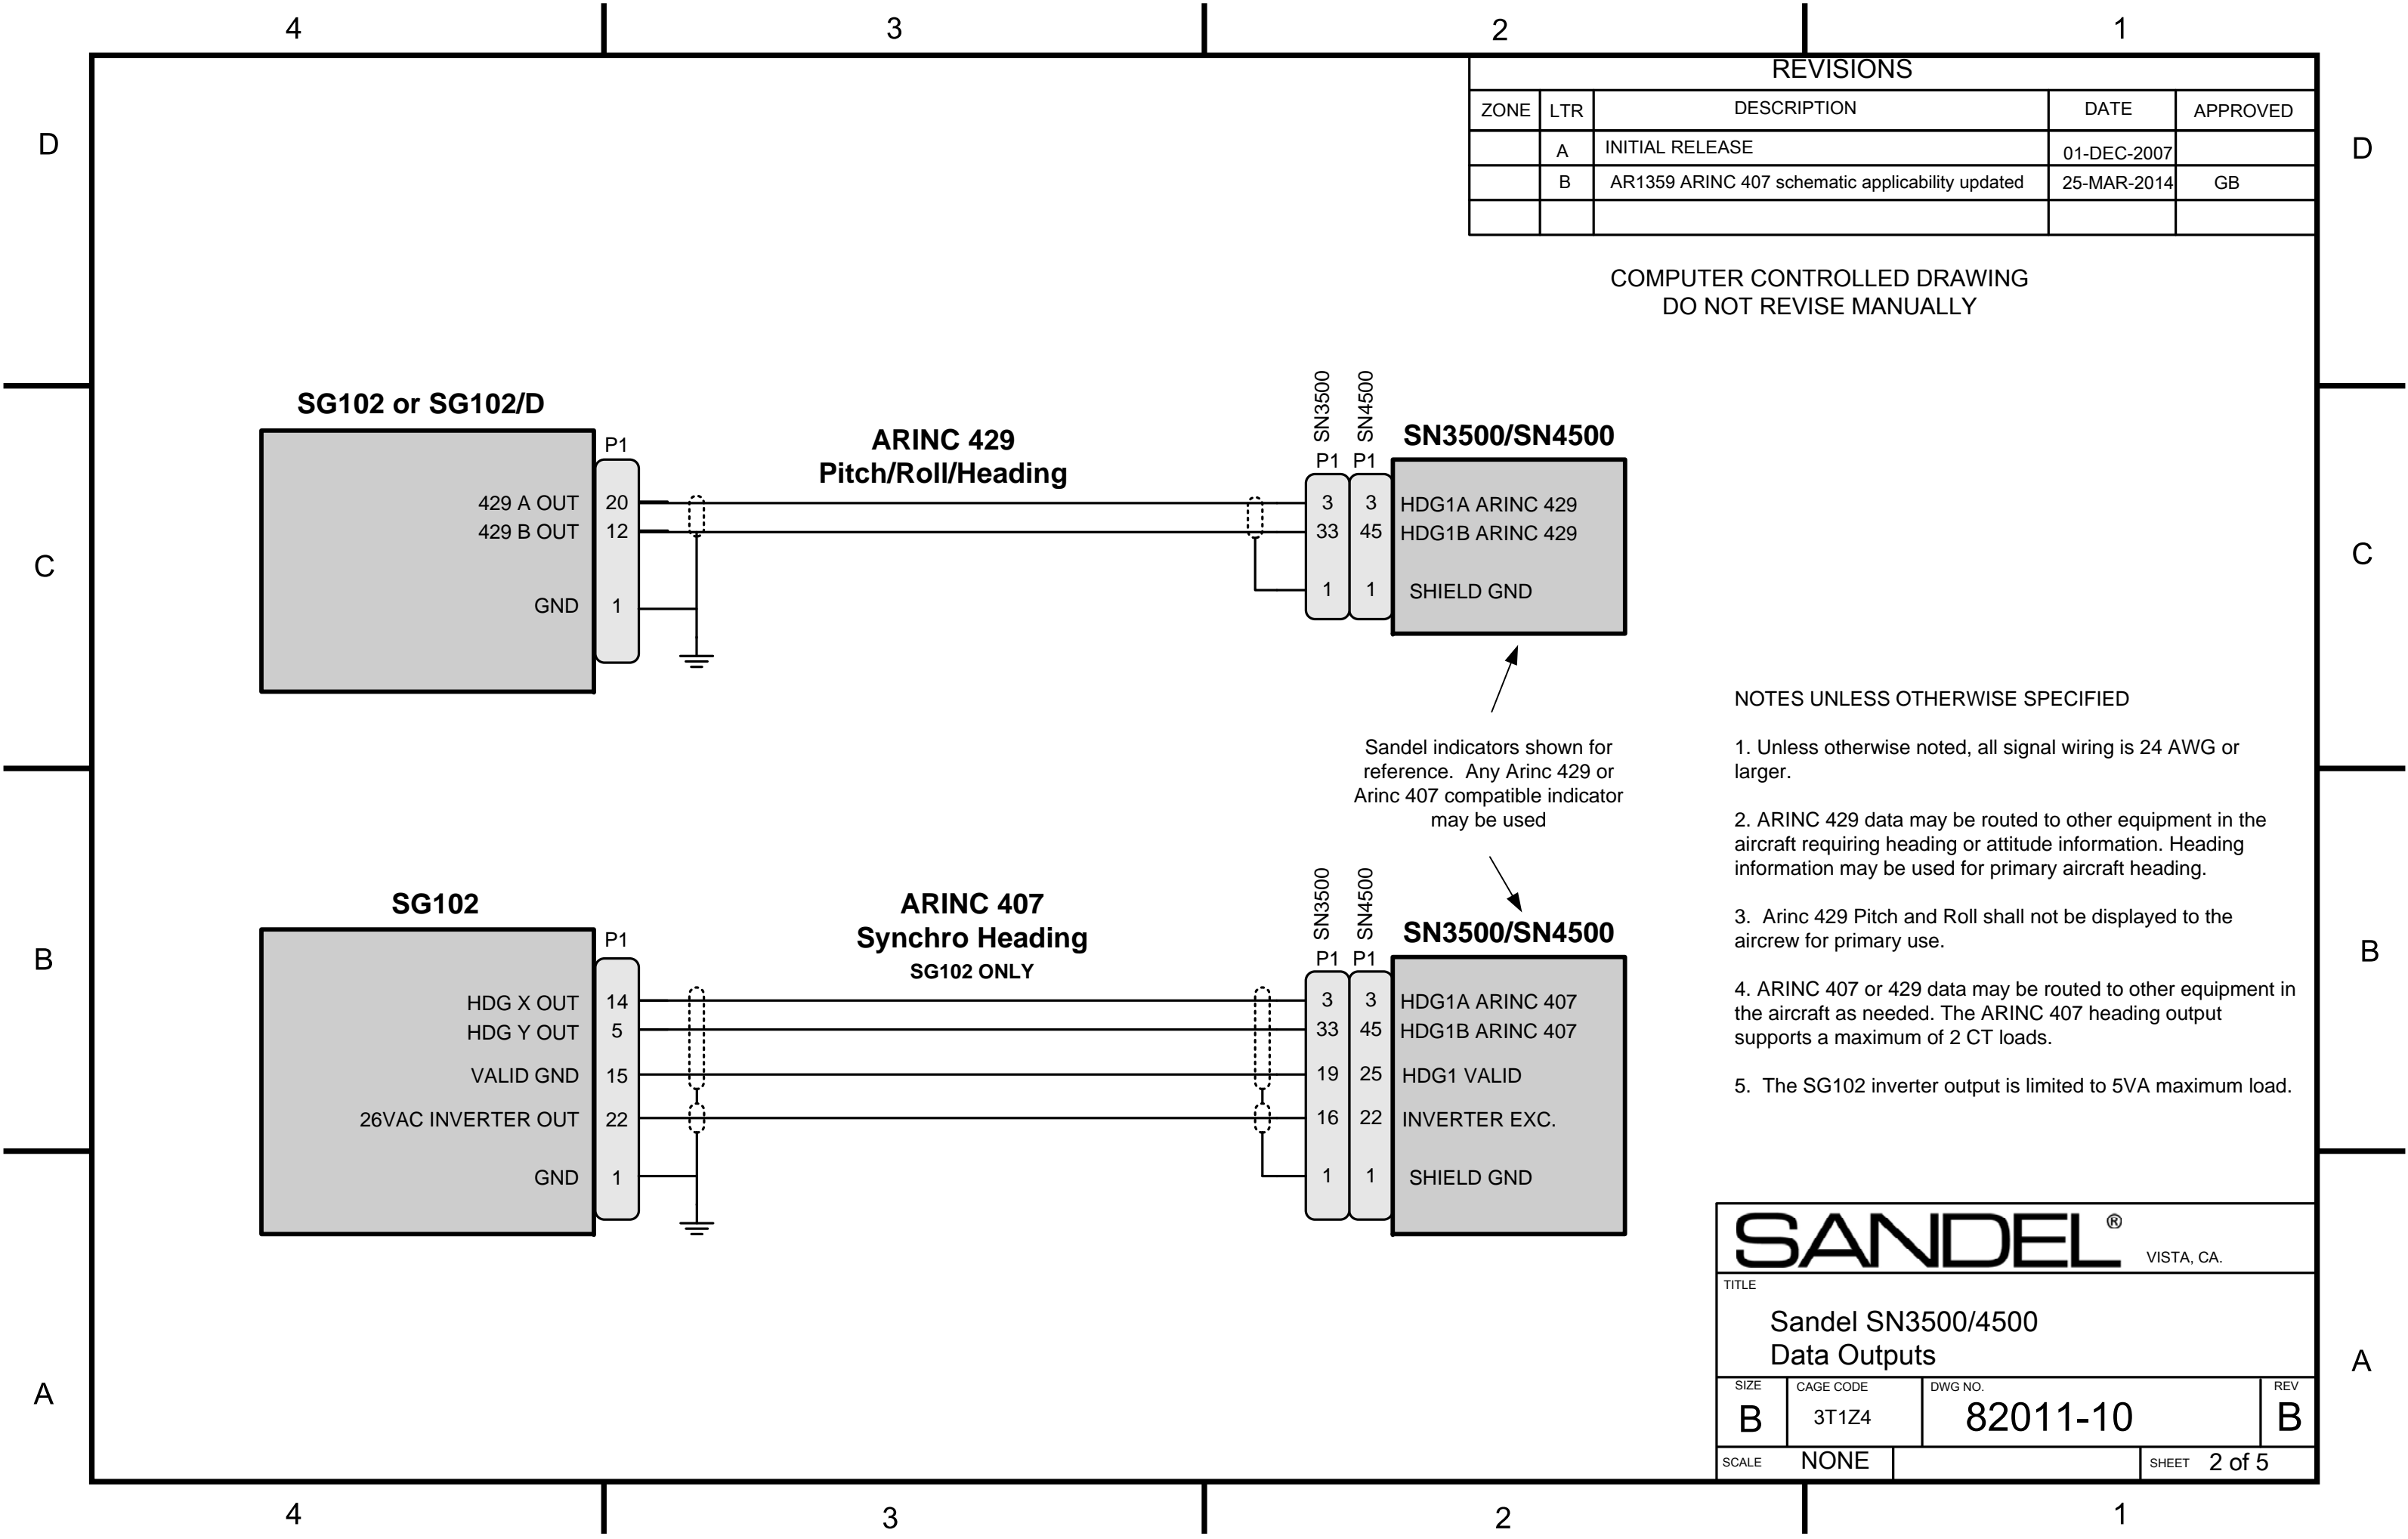 4 3 2 1
REVISIONS
ZONE LTR DESCRIPTION DATE APPROVED
A INITIAL RELEASE 01-DEC-2007
B AR1359 ARINC 407 schematic applicability updated 25-MAR-2014 GB
D D
COMPUTER CONTROLLED DRAWING
DO NOT REVISE MANUALLY
SG102 or SG102/D
P1
429 A OUT 20
429 B OUT 12
GND 1
ARINC 429
Pitch/Roll/Heading
SN3500 SN4500
P1 P1
SN3500/SN4500
3 3 HDG1A ARINC 429
33 45 HDG1B ARINC 429
1 1 SHIELD GND
C C
Sandel indicators shown for
reference. Any Arinc 429 or
Arinc 407 compatible indicator
may be used
NOTES UNLESS OTHERWISE SPECIFIED
1. Unless otherwise noted, all signal wiring is 24 AWG or
larger.
2. ARINC 429 data may be routed to other equipment in the
aircraft requiring heading or attitude information. Heading
information may be used for primary aircraft heading.
3. Arinc 429 Pitch and Roll shall not be displayed to the
aircrew for primary use.
4. ARINC 407 or 429 data may be routed to other equipment in
the aircraft as needed. The ARINC 407 heading output
supports a maximum of 2 CT loads.
5. The SG102 inverter output is limited to 5VA maximum load.
SG102
P1
HDG X OUT 14
HDG Y OUT 5
VALID GND 15
26VAC INVERTER OUT 22
GND 1
ARINC 407
Synchro Heading
SG102 ONLY
SN3500 SN4500
P1 P1
SN3500/SN4500
3 3 HDG1A ARINC 407
33 45 HDG1B ARINC 407
19 25 HDG1 VALID
16 22 INVERTER EXC.
1 1 SHIELD GND
B B
SANDEL® VISTA, CA.
TITLE
Sandel SN3500/4500
Data Outputs
SIZE CAGE CODE DWG NO. REV
B 3T1Z4 82011-10 B
SCALE NONE SHEET 2 of 5
A A
4 3 2 1